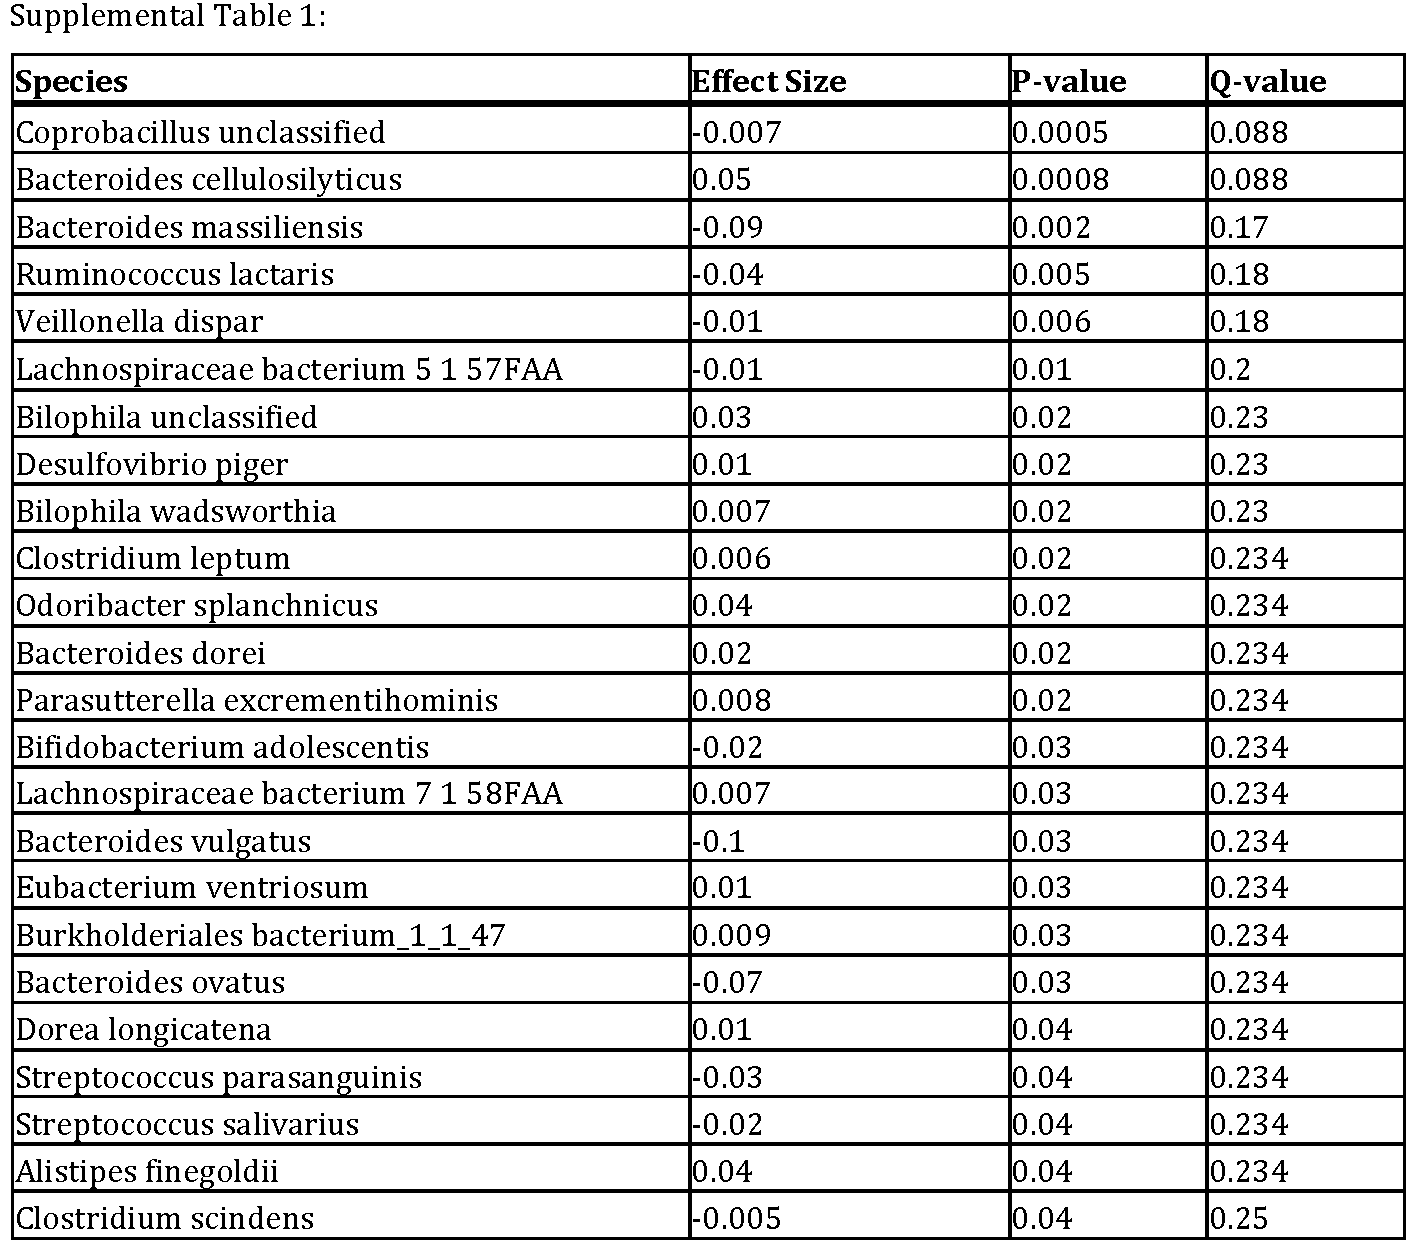 Supplemental Table 1:
Species Effect Size P-value Q-value
Coprobacillus unclassified -0.007 0.0005 0.088
Bacteroides cellulosilyticus 0.05 0.0008 0.088
Bacteroides massiliensis -0.09 0.002 0.17
Ruminococcus lactaris -0.04 0.005 0.18
Veillonella dispar -0.01 0.006 0.18
Lachnospiraceae bacterium 5 1 57FAA -0.01 0.01 0.2
Bilophila unclassified 0.03 0.02 0.23
Desulfovibrio piger 0.01 0.02 0.23
Bilophila wadsworthia 0.007 0.02 0.23
Clostridium leptum 0.006 0.02 0.234
Odoribacter splanchnicus 0.04 0.02 0.234
Bacteroides dorei 0.02 0.02 0.234
Parasutterella excrementihominis 0.008 0.02 0.234
Bifidobacterium adolescentis -0.02 0.03 0.234
Lachnospiraceae bacterium 7 1 58FAA 0.007 0.03 0.234
Bacteroides vulgatus -0.1 0.03 0.234
Eubacterium ventriosum 0.01 0.03 0.234
Burkholderiales bacterium_1_1_47 0.009 0.03 0.234
Bacteroides ovatus -0.07 0.03 0.234
Dorea longicatena 0.01 0.04 0.234
Streptococcus parasanguinis -0.03 0.04 0.234
Streptococcus salivarius -0.02 0.04 0.234
Alistipes finegoldii 0.04 0.04 0.234
Clostridium scindens -0.005 0.04 0.25